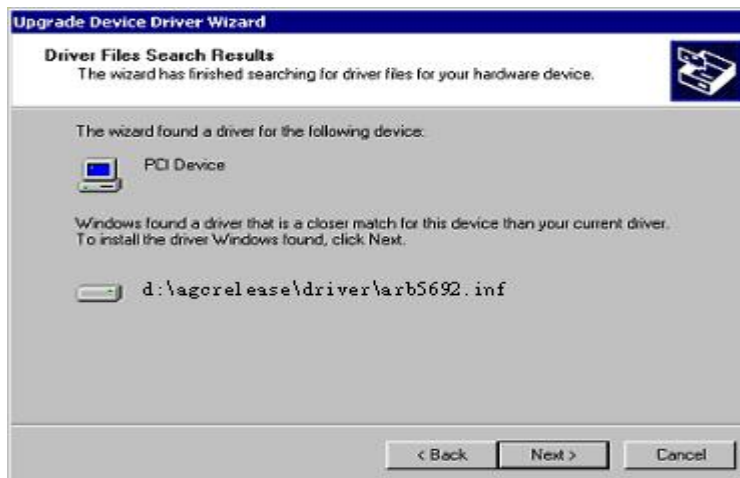 Upgrade Device Driver Wizard
Driver Files Search Results
The wizard has finished searching for driver files for your hardware device.
The wizard found a driver for the following device:
PCI Device
Windows found a driver that is a closer match for this device than your current driver.
To install the driver Windows found, click Next.
d:\agcrelease\driver\arb5692.inf
< Back
Next >
Cancel